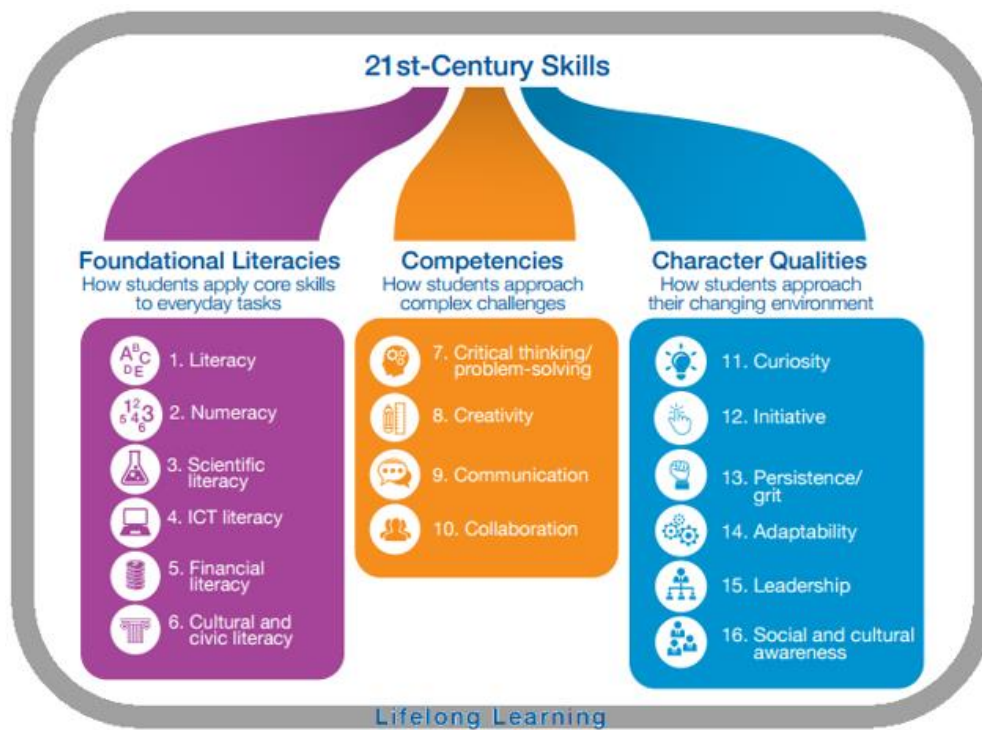 21st-Century Skills
Foundational Literacies
How students apply core skills
to everyday tasks
ABCDE
1. Literacy
123
546
2. Numeracy
3. Scientific
literacy
4. ICT literacy
5. Financial
literacy
6. Cultural and
civic literacy
Competencies
How students approach
complex challenges
7. Critical thinking/
problem-solving
8. Creativity
9. Communication
10. Collaboration
Character Qualities
How students approach
their changing environment
11. Curiosity
12. Initiative
13. Persistence/
grit
14. Adaptability
15. Leadership
16. Social and cultural
awareness
Lifelong Learning